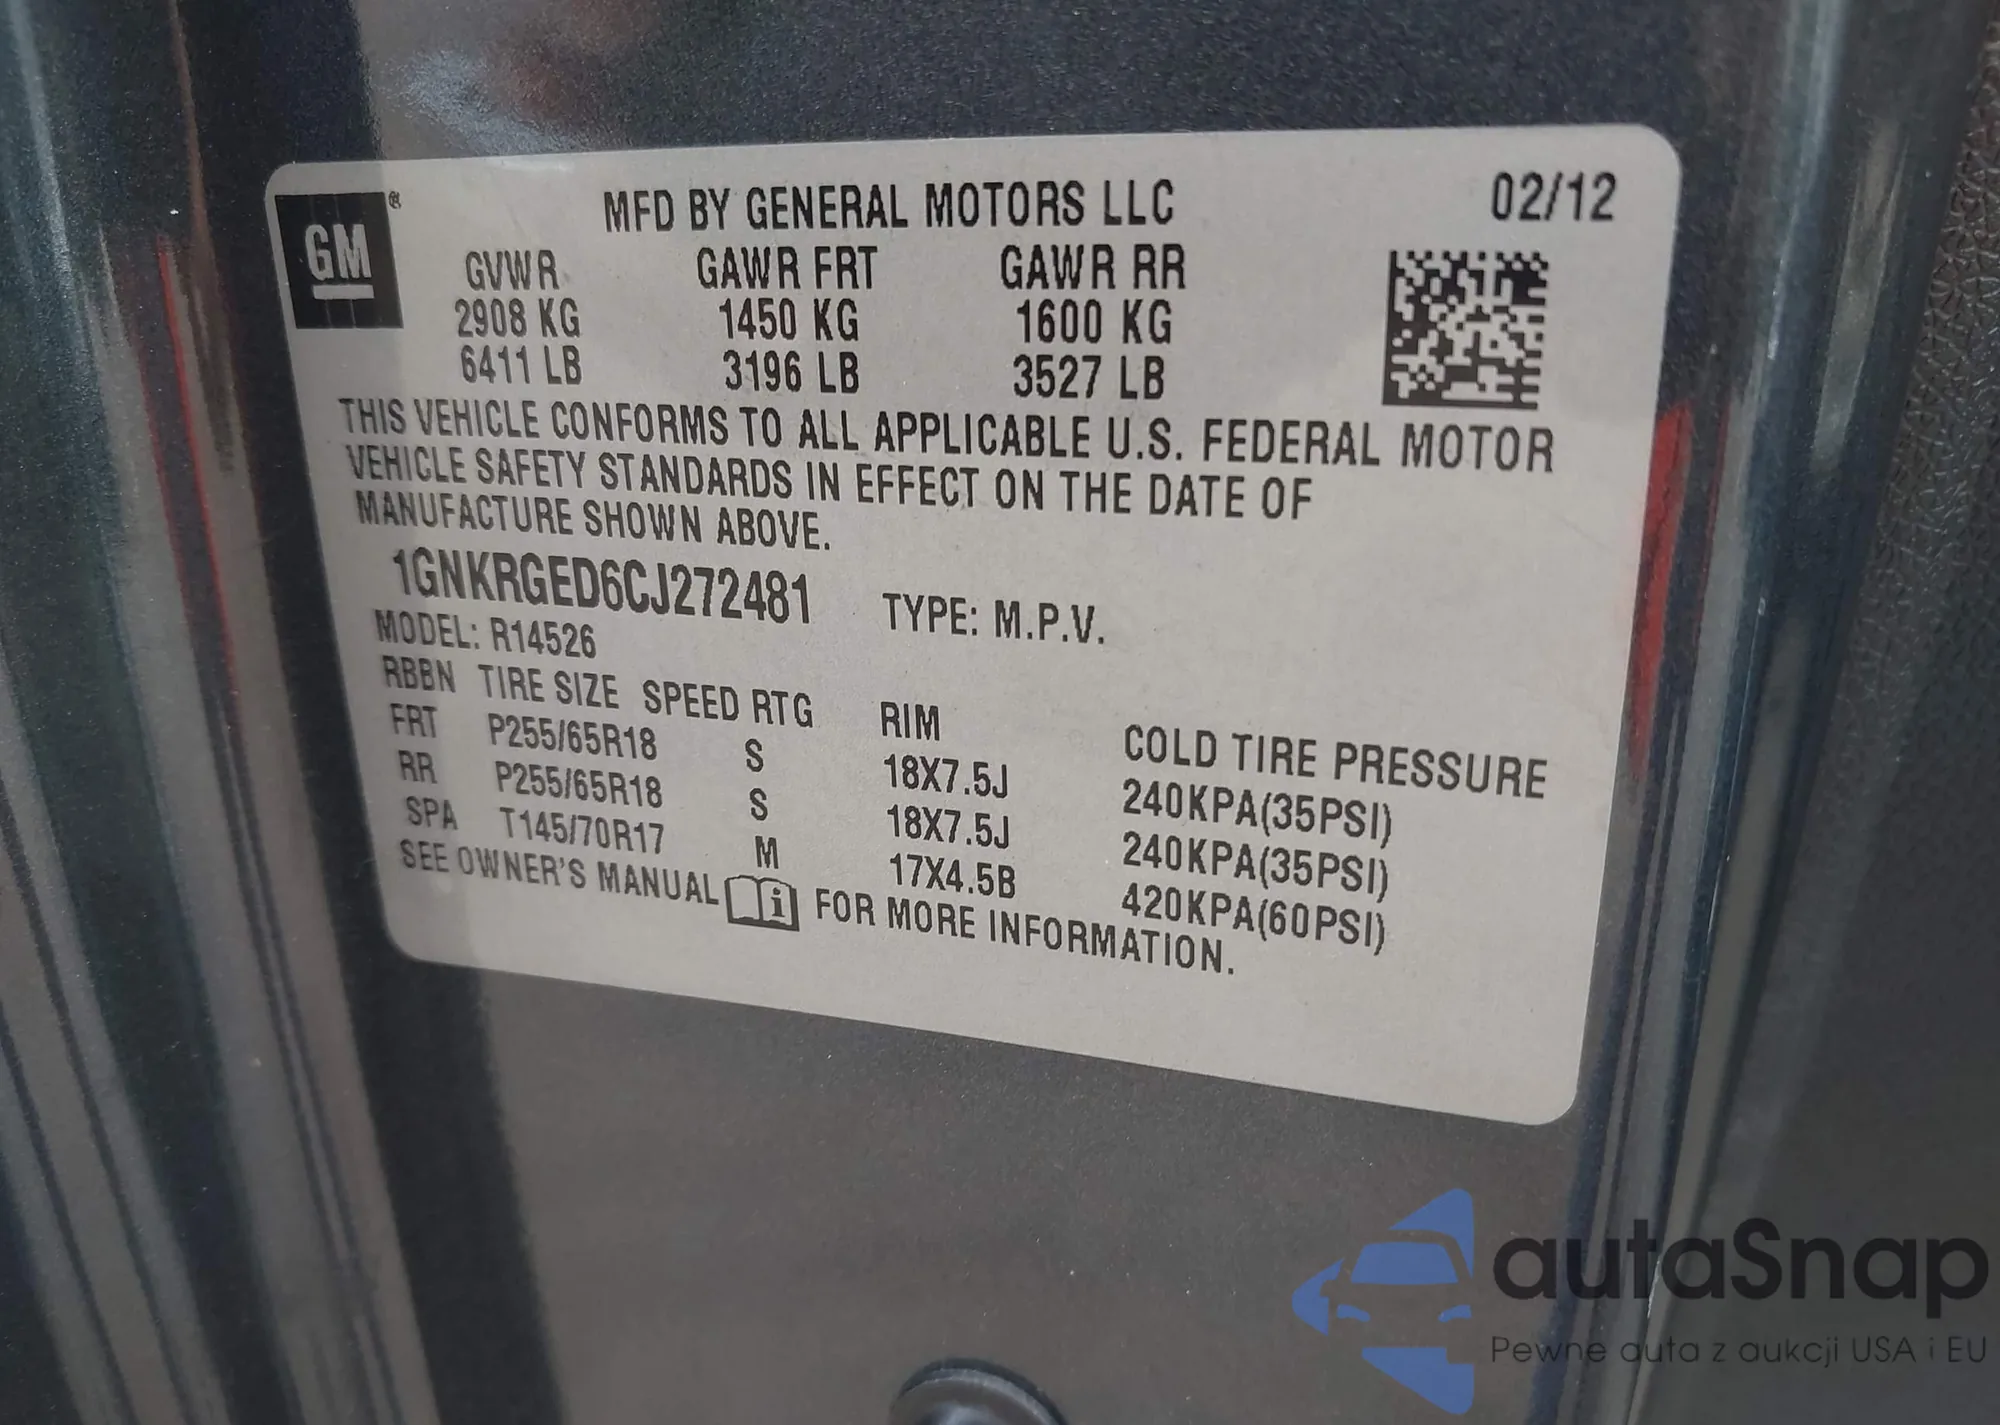 GM®
MFD BY GENERAL MOTORS LLC 02/12
GVWR GAWR FRT GAWR RR
2908 KG 1450 KG 1600 KG
6411 LB 3196 LB 3527 LB
THIS VEHICLE CONFORMS TO ALL APPLICABLE U.S. FEDERAL MOTOR
VEHICLE SAFETY STANDARDS IN EFFECT ON THE DATE OF
MANUFACTURE SHOWN ABOVE.
1GNKRGED6CJ272481 TYPE: M.P.V.
MODEL: R14526
RBBN TIRE SIZE SPEED RTG RIM COLD TIRE PRESSURE
FRT P255/65R18 S 18X7.5J 240KPA(35PSI)
RR P255/65R18 S 18X7.5J 240KPA(35PSI)
SPA T145/70R17 M 17X4.5B 420KPA(60PSI)
SEE OWNER'S MANUAL FOR MORE INFORMATION.
autaSnap
Pewne auta z aukcji USA i EU